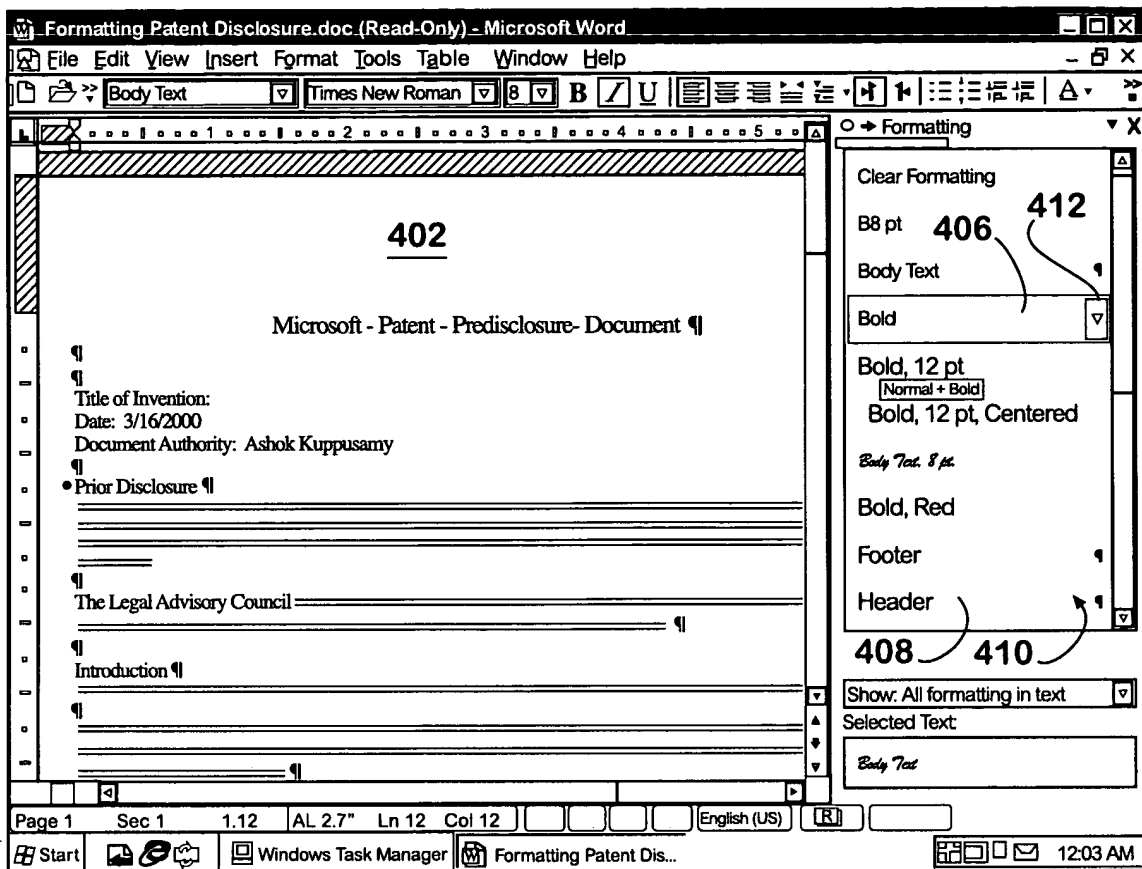 Formatting Patent Disclosure.doc (Read-Only) - Microsoft Word
File Edit View Insert Format Tools Table Window Help
Body Text Times New Roman 8 B I U A
1 2 3 4 5
Formatting
402
Microsoft - Patent - Predisclosure- Document ¶
¶
¶
Title of Invention:
Date: 3/16/2000
Document Authority: Ashok Kuppusamy
¶
•Prior Disclosure ¶
¶
The Legal Advisory Council
¶
¶
Introduction ¶
¶
¶
Clear Formatting
412
B8 pt
406
Body Text ¶
Bold
Bold, 12 pt
Normal + Bold
Bold, 12 pt, Centered
Body Text. 8 pt.
Bold, Red
Footer ¶
Header ¶
408 410
Show: All formatting in text
Selected Text:
Body Text
Page 1 Sec 1 1.12 AL 2.7" Ln 12 Col 12 English (US) R
Start Windows Task Manager Formatting Patent Dis... 12:03 AM